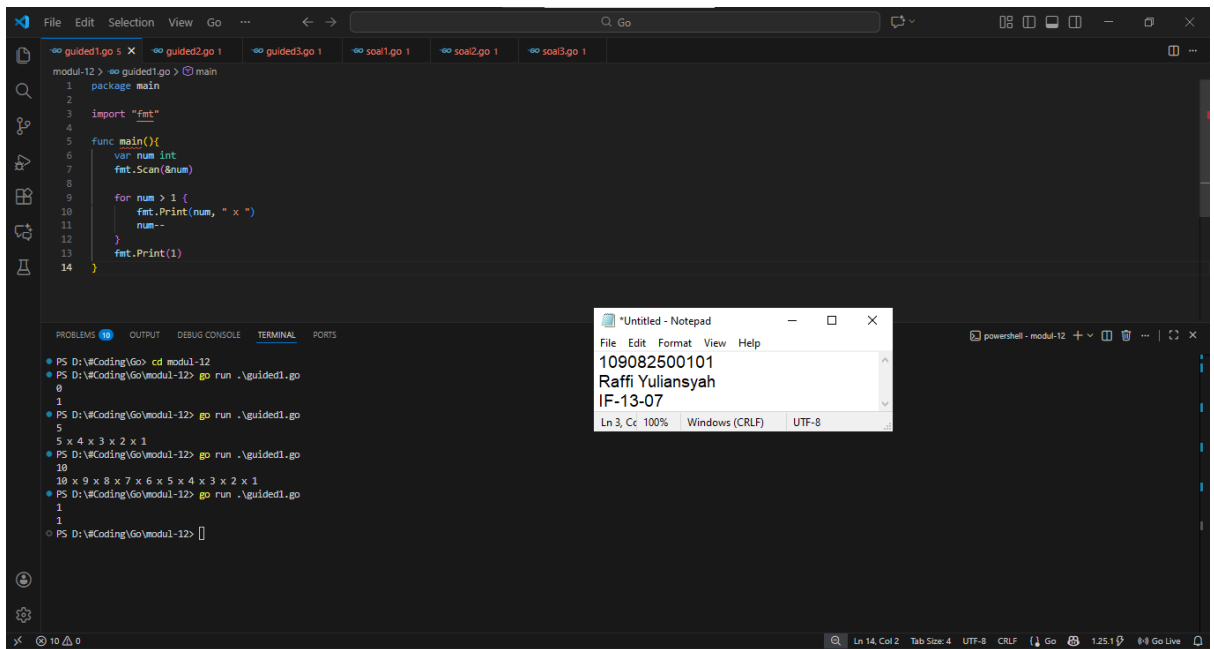 File Edit Selection View Go ··· Go
guided1.go 5 guided2.go 1 guided3.go 1 soal1.go 1 soal2.go 1 soal3.go 1
modul-12 > guided1.go > main
1 package main
2
3 import "fmt"
4
5 func main(){
6 var num int
7 fmt.Scan(&num)
8
9 for num > 1 {
10 fmt.Print(num, " x ")
11 num--
12 }
13 fmt.Print(1)
14 }
PROBLEMS 10 OUTPUT DEBUG CONSOLE TERMINAL PORTS powershell - modul-12
PS D:\#Coding\Go> cd modul-12
PS D:\#Coding\Go\modul-12> go run .\guided1.go
0
1
PS D:\#Coding\Go\modul-12> go run .\guided1.go
5
5 x 4 x 3 x 2 x 1
PS D:\#Coding\Go\modul-12> go run .\guided1.go
10
10 x 9 x 8 x 7 x 6 x 5 x 4 x 3 x 2 x 1
PS D:\#Coding\Go\modul-12> go run .\guided1.go
1
1
PS D:\#Coding\Go\modul-12>
*Untitled - Notepad
File Edit Format View Help
109082500101
Raffi Yuliansyah
IF-13-07
Ln 3, Cc 100% Windows (CRLF) UTF-8
10 0 Ln 14, Col 2 Tab Size: 4 UTF-8 CRLF Go 1.25.1 Go Live